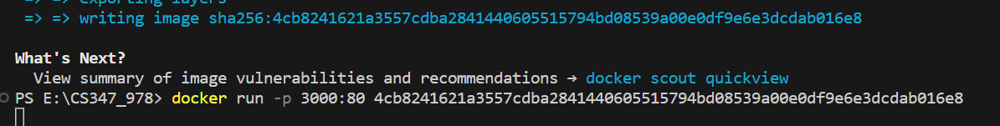 => => exporting layers
=> => writing image sha256:4cb8241621a3557cdba2841440605515794bd08539a00e0df9e6e3dcdab016e8
What's Next?
View summary of image vulnerabilities and recommendations → docker scout quickview
PS E:\CS347_978> docker run -p 3000:80 4cb8241621a3557cdba2841440605515794bd08539a00e0df9e6e3dcdab016e8